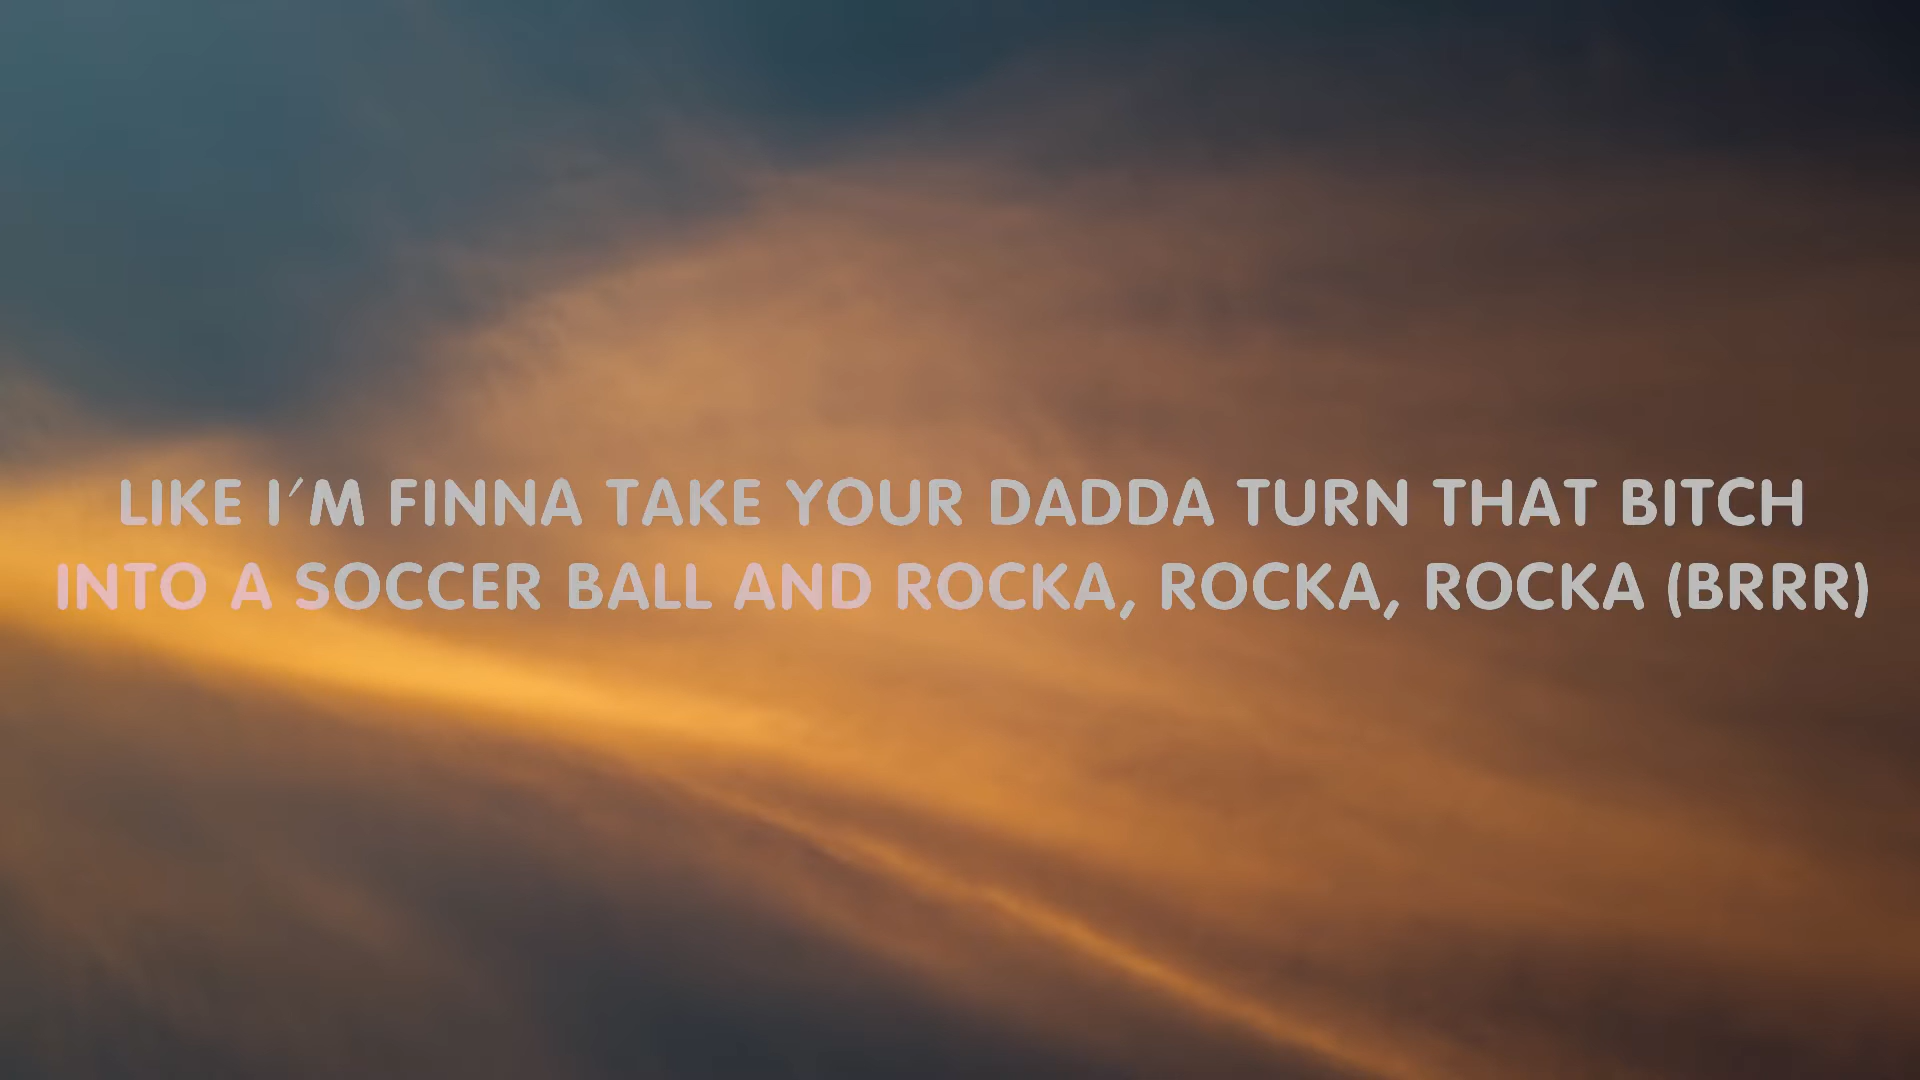 LIKE I'M FINNA TAKE YOUR DADDA TURN THAT BITCH
INTO A SOCCER BALL AND ROCKA, ROCKA, ROCKA (BRRR)